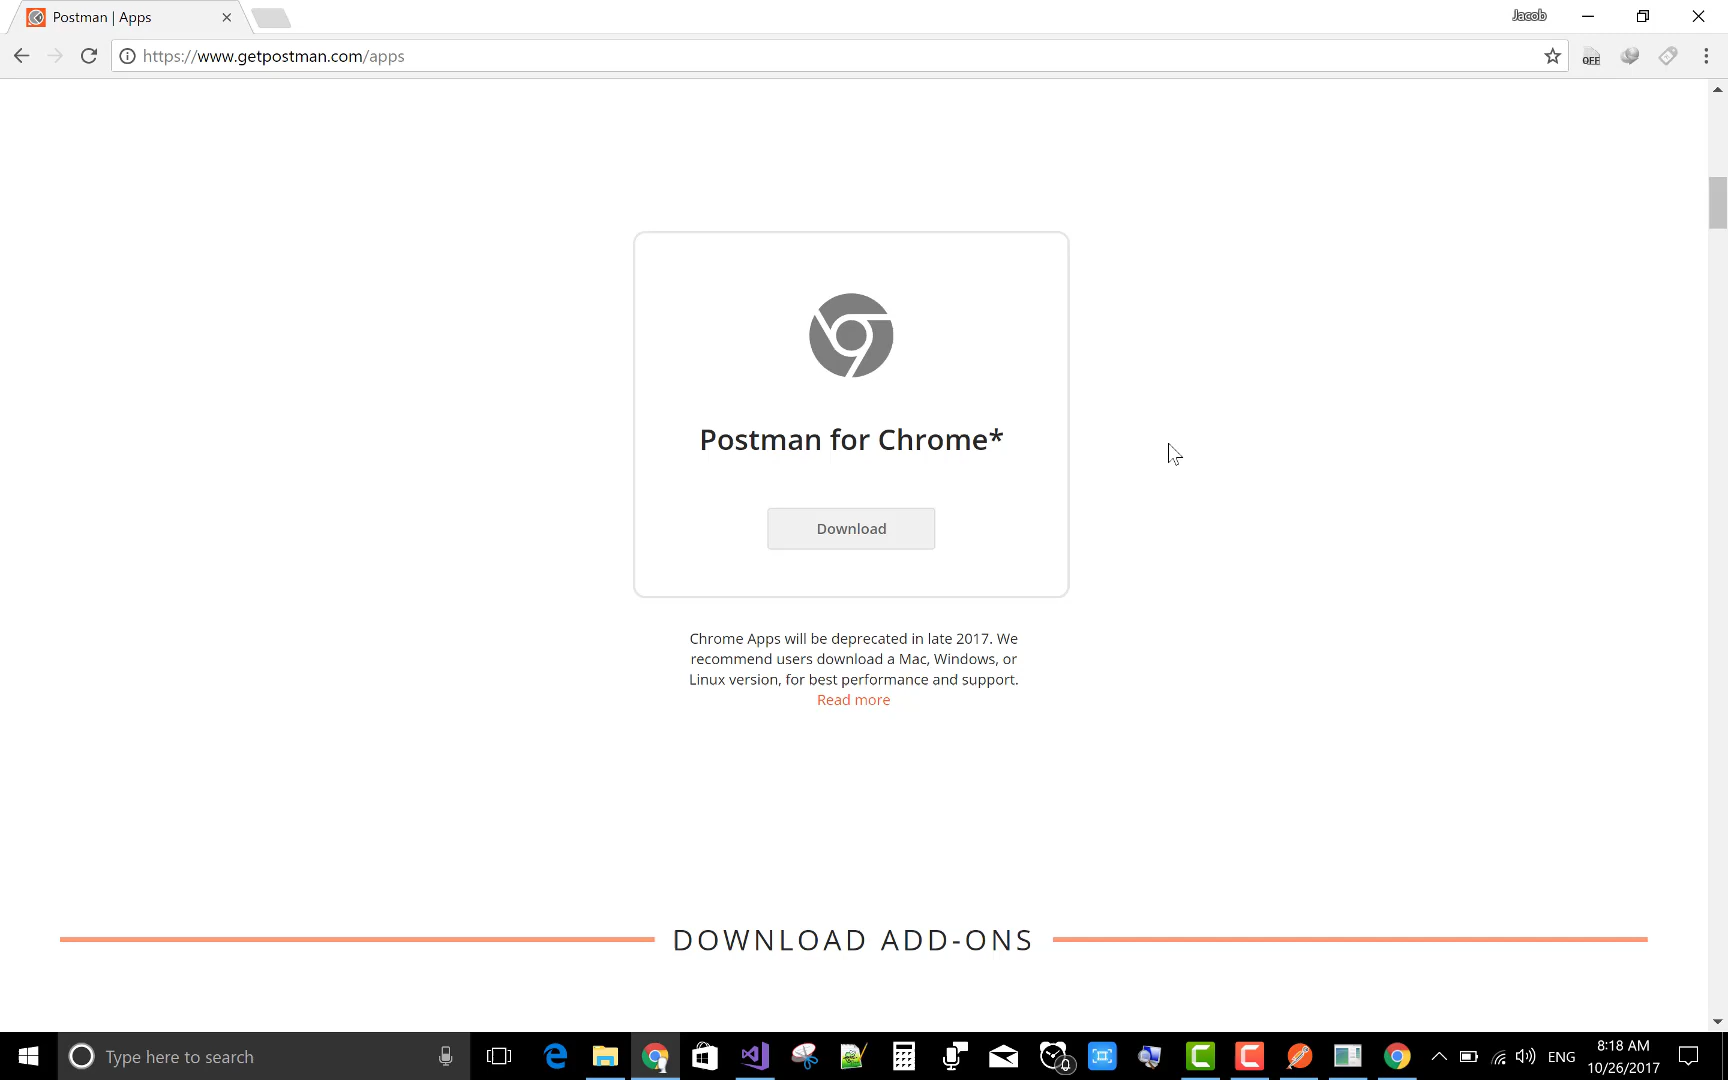 Postman | Apps
Jacob
https://www.getpostman.com/apps
OFF
Postman for Chrome*
Download
Chrome Apps will be deprecated in late 2017. We
recommend users download a Mac, Windows, or
Linux version, for best performance and support.
Read more
DOWNLOAD ADD-ONS
Type here to search
ENG
8:18 AM
10/26/2017